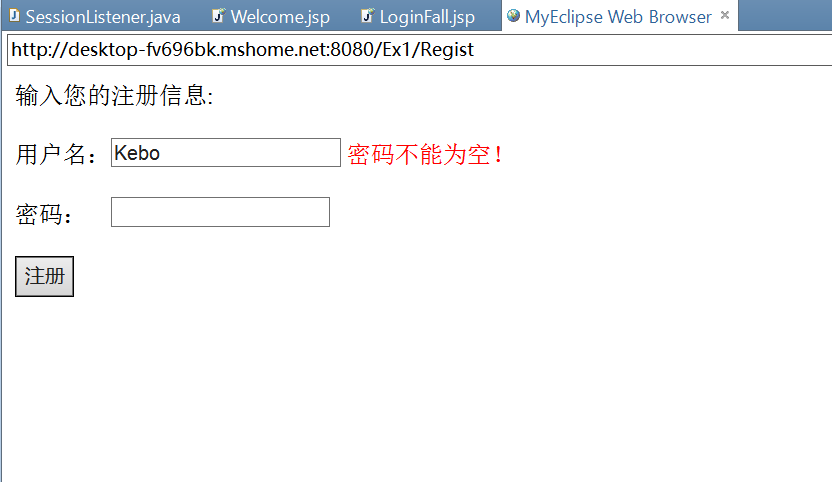 SessionListener.java Welcome.jsp LoginFall.jsp MyEclipse Web Browser
http://desktop-fv696bk.mshome.net:8080/Ex1/Regist
输入您的注册信息:
用户名： Kebo 密码不能为空！
密码：
注册